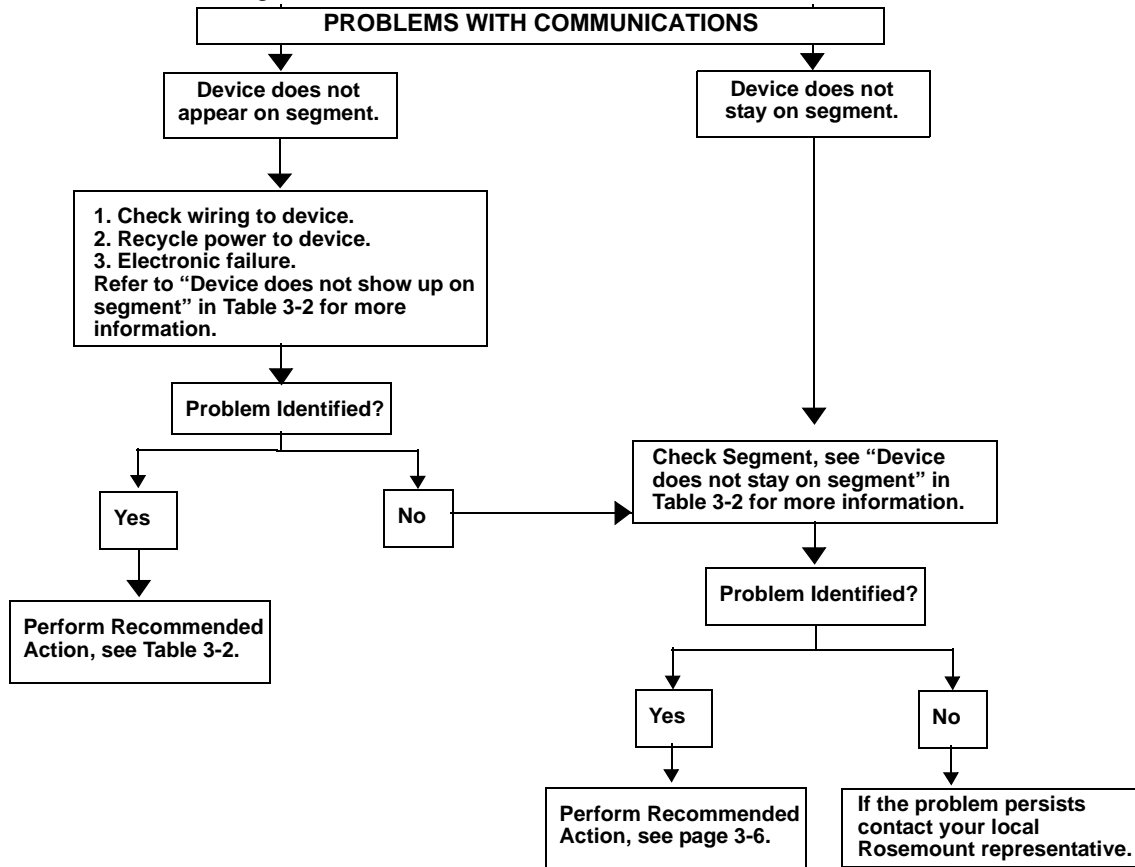 PROBLEMS WITH COMMUNICATIONS
Device does not
appear on segment.
Device does not
stay on segment.
1. Check wiring to device.
2. Recycle power to device.
3. Electronic failure.
Refer to “Device does not show up on
segment” in Table 3-2 for more
information.
Problem Identified?
Yes
No
Check Segment, see “Device
does not stay on segment” in
Table 3-2 for more information.
Perform Recommended
Action, see Table 3-2.
Problem Identified?
Yes
No
Perform Recommended
Action, see page 3-6.
If the problem persists
contact your local
Rosemount representative.